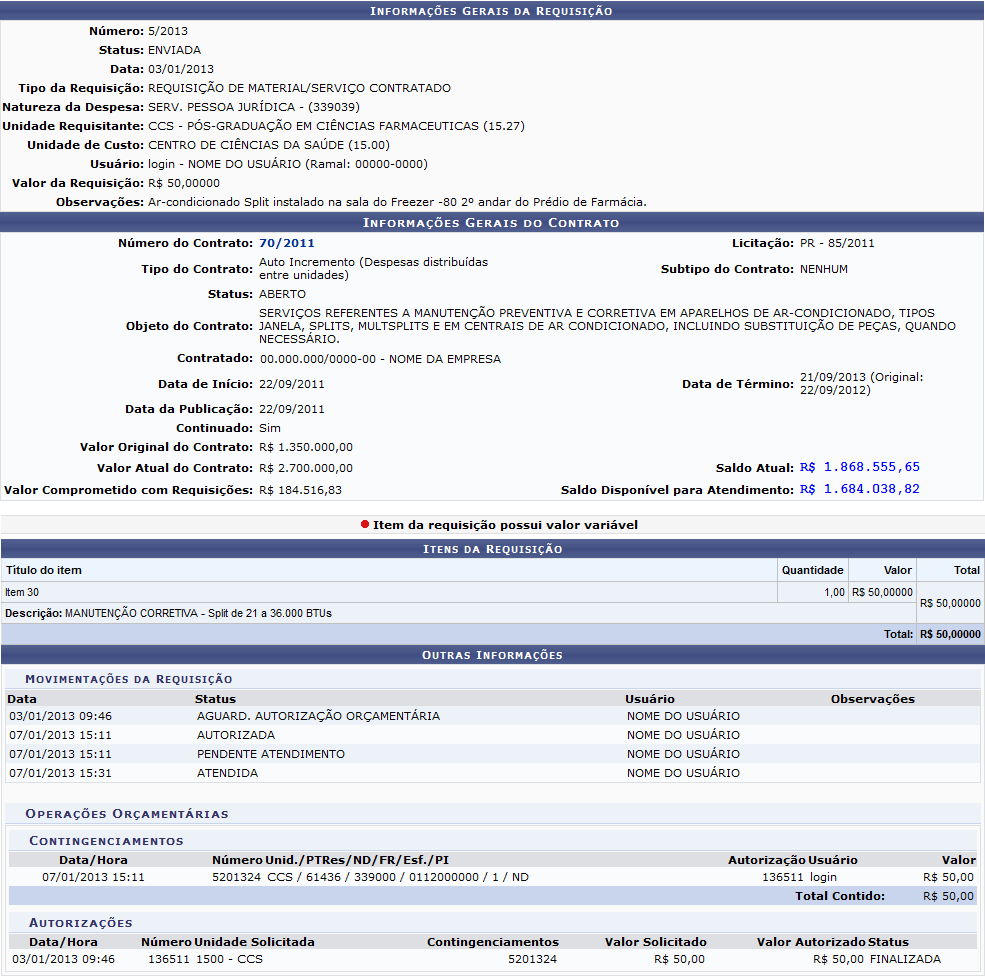 INFORMAÇÕES GERAIS DA REQUISIÇÃO
Número: 5/2013
Status: ENVIADA
Data: 03/01/2013
Tipo da Requisição: REQUISIÇÃO DE MATERIAL/SERVIÇO CONTRATADO
Natureza da Despesa: SERV. PESSOA JURÍDICA - (339039)
Unidade Requisitante: CCS - PÓS-GRADUAÇÃO EM CIÊNCIAS FARMACEUTICAS (15.27)
Unidade de Custo: CENTRO DE CIÊNCIAS DA SAÚDE (15.00)
Usuário: login - NOME DO USUÁRIO (Ramal: 00000-0000)
Valor da Requisição: R$ 50,00000
Observações: Ar-condicionado Split instalado na sala do Freezer -80 2º andar do Prédio de Farmácia.
INFORMAÇÕES GERAIS DO CONTRATO
Número do Contrato: 70/2011 Licitação: PR - 85/2011
Tipo do Contrato: Auto Incremento (Despesas distribuídas
entre unidades) Subtipo do Contrato: NENHUM
Status: ABERTO
SERVIÇOS REFERENTES A MANUTENÇÃO PREVENTIVA E CORRETIVA EM APARELHOS DE AR-CONDICIONADO, TIPOS
Objeto do Contrato: JANELA, SPLITS, MULTSPLITS E EM CENTRAIS DE AR CONDICIONADO, INCLUINDO SUBSTITUIÇÃO DE PEÇAS, QUANDO
NECESSÁRIO.
Contratado: 00.000.000/0000-00 - NOME DA EMPRESA
Data de Início: 22/09/2011 Data de Término: 21/09/2013 (Original:
22/09/2012)
Data da Publicação: 22/09/2011
Continuado: Sim
Valor Original do Contrato: R$ 1.350.000,00
Valor Atual do Contrato: R$ 2.700.000,00 Saldo Atual: R$ 1.868.555,65
Valor Comprometido com Requisições: R$ 184.516,83 Saldo Disponível para Atendimento: R$ 1.684.038,82
Item da requisição possui valor variável
ITENS DA REQUISIÇÃO
Título do item Quantidade Valor Total
Item 30 1,00 R$ 50,00000 R$ 50,00000
Descrição: MANUTENÇÃO CORRETIVA - Split de 21 a 36.000 BTUs
Total: R$ 50,00000
OUTRAS INFORMAÇÕES
MOVIMENTAÇÕES DA REQUISIÇÃO
Data Status Usuário Observações
03/01/2013 09:46 AGUARD. AUTORIZAÇÃO ORÇAMENTÁRIA NOME DO USUÁRIO
07/01/2013 15:11 AUTORIZADA NOME DO USUÁRIO
07/01/2013 15:11 PENDENTE ATENDIMENTO NOME DO USUÁRIO
07/01/2013 15:31 ATENDIDA NOME DO USUÁRIO
OPERAÇÕES ORÇAMENTÁRIAS
CONTINGENCIAMENTOS
Data/Hora Número Unid./PTRes/ND/FR/Esf./PI Autorização Usuário Valor
07/01/2013 15:11 5201324 CCS / 61436 / 339000 / 0112000000 / 1 / ND 136511 login R$ 50,00
Total Contido: R$ 50,00
AUTORIZAÇÕES
Data/Hora Número Unidade Solicitada Contingenciamentos Valor Solicitado Valor Autorizado Status
03/01/2013 09:46 136511 1500 - CCS 5201324 R$ 50,00 R$ 50,00 FINALIZADA